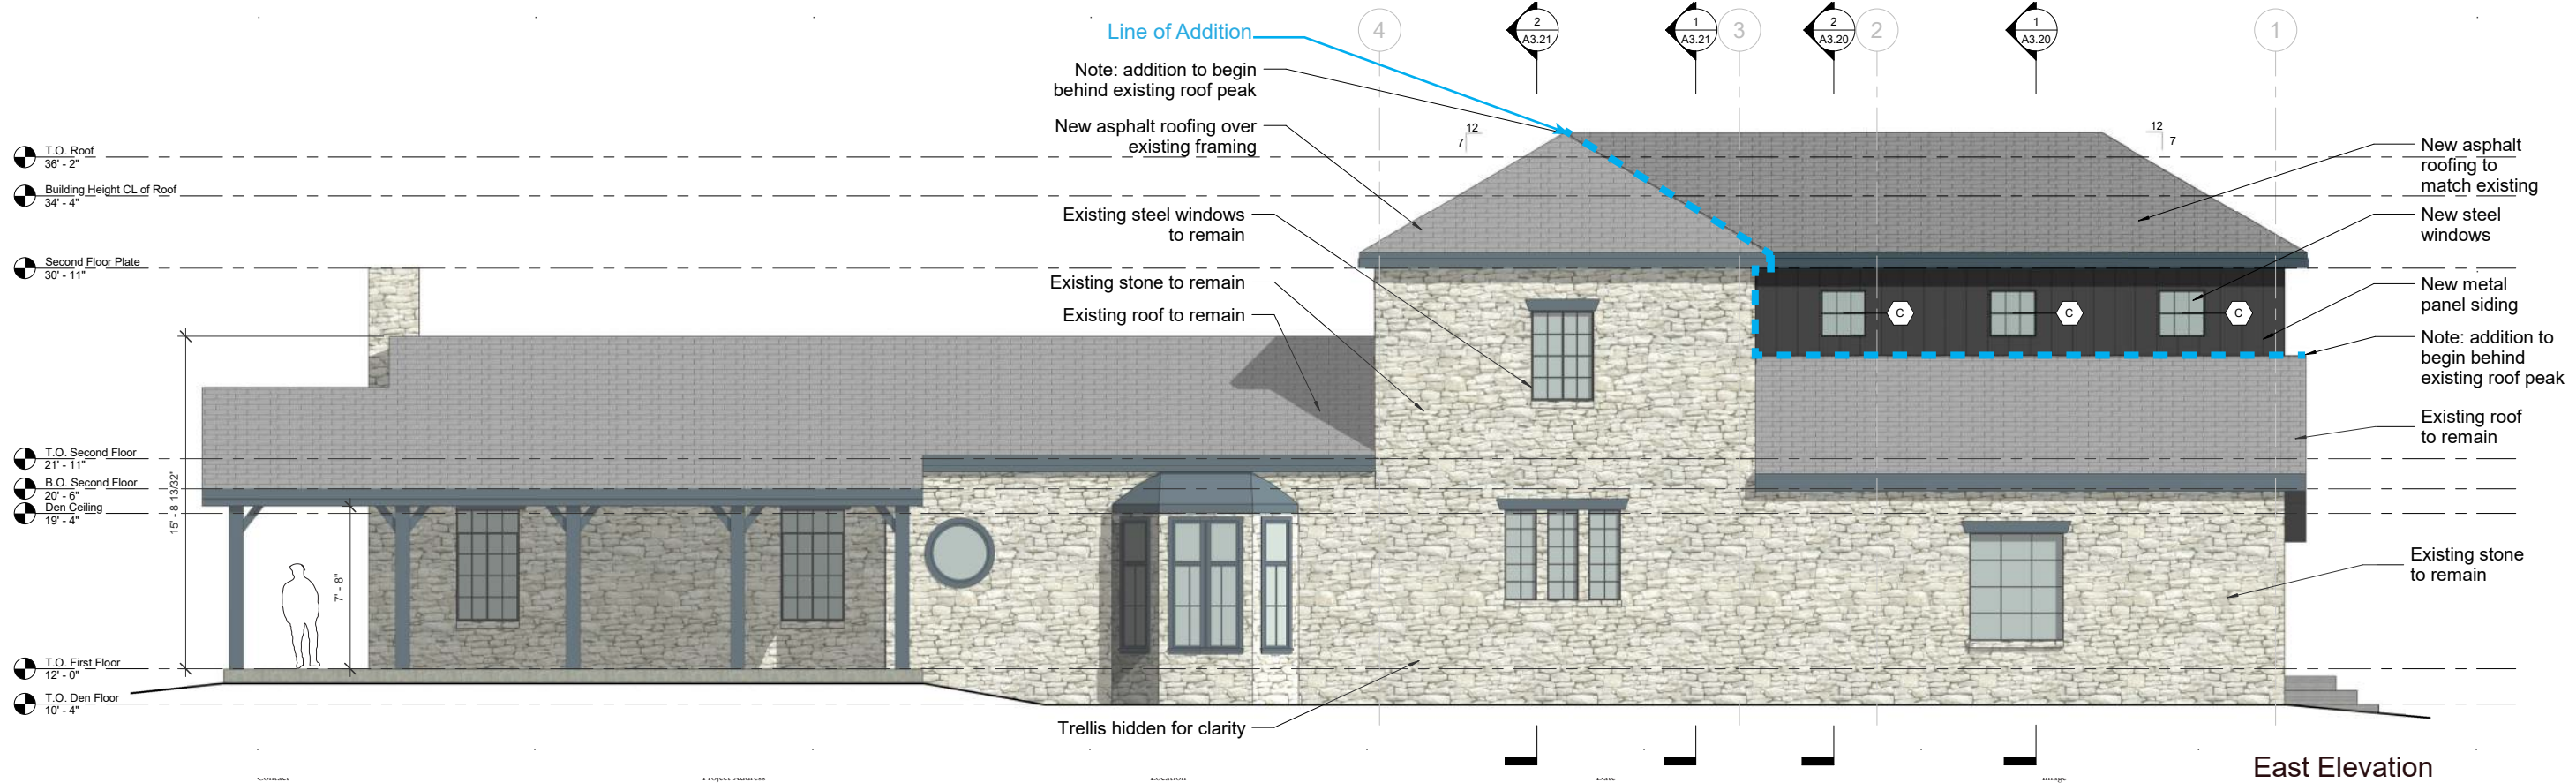 Line of Addition
4
2
A3.21
1
A3.21
3
2
A3.20
2
1
A3.20
1
Note: addition to begin
behind existing roof peak
New asphalt roofing over
existing framing
Existing steel windows
to remain
Existing stone to remain
Existing roof to remain
12
7
12
7
New asphalt
roofing to
match existing
New steel
windows
New metal
panel siding
Note: addition to
begin behind
existing roof peak
Existing roof
to remain
Existing stone
to remain
C
C
C
T.O. Roof
36' - 2"
Building Height CL of Roof
34' - 4"
Second Floor Plate
30' - 11"
T.O. Second Floor
21' - 11"
B.O. Second Floor
20' - 6"
Den Ceiling
19' - 4"
T.O. First Floor
12' - 0"
T.O. Den Floor
10' - 4"
15' - 8 13/32"
7' - 8"
Trellis hidden for clarity
East Elevation
Contact
Project Address
Location
Date
Image